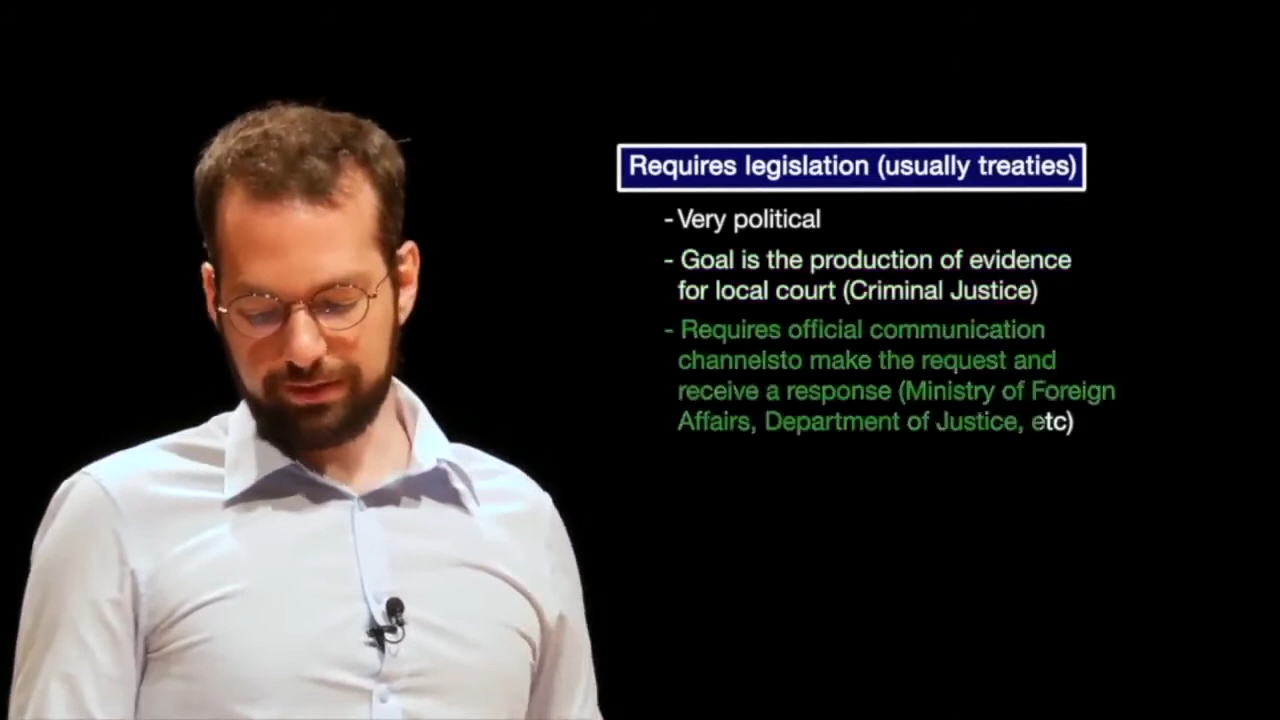 Requires legislation (usually treaties)
- Very political
- Goal is the production of evidence
for local court (Criminal Justice)
- Requires official communication
channelsto make the request and
receive a response (Ministry of Foreign
Affairs, Department of Justice, etc)